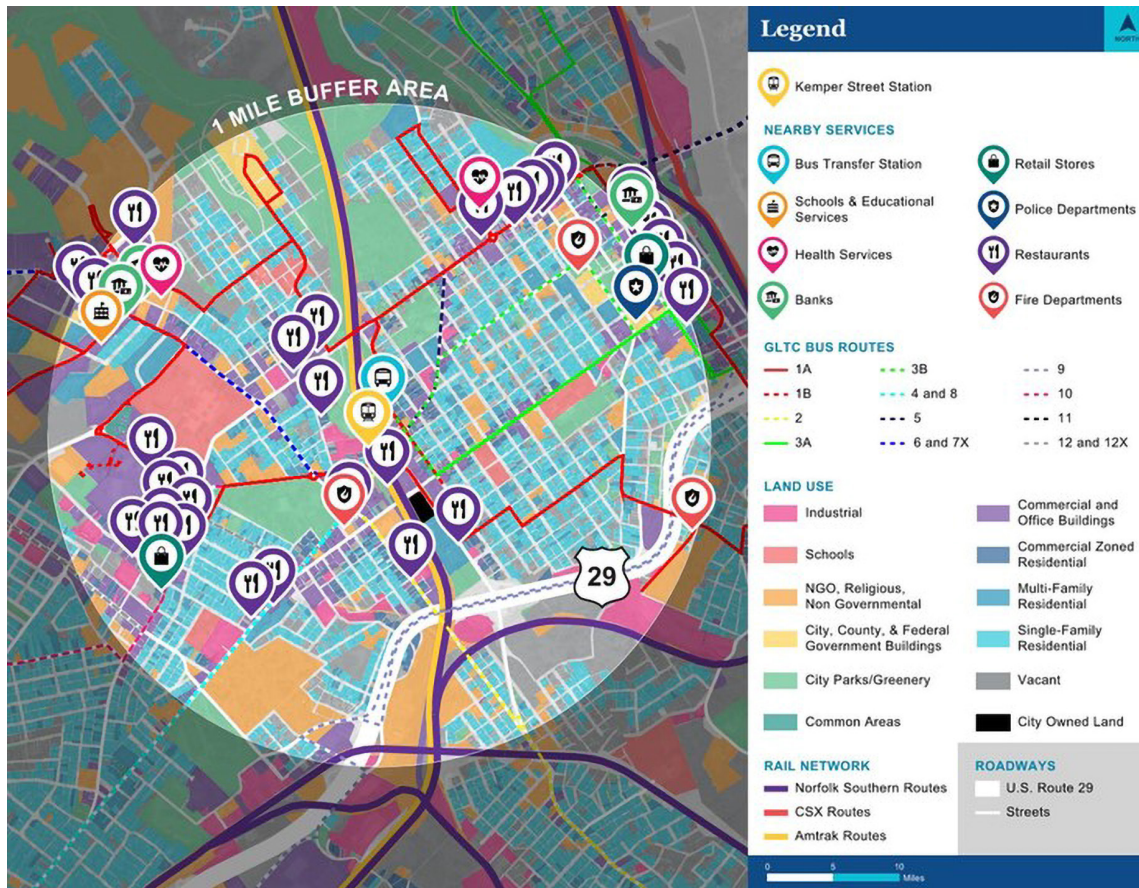 1 MILE BUFFER AREA
29
Legend
NORTH
Kemper Street Station
NEARBY SERVICES
Bus Transfer Station
Schools & Educational
Services
Health Services
Banks
Retail Stores
Police Departments
Restaurants
Fire Departments
GLTC BUS ROUTES
1A
1B
2
3A
3B
4 and 8
5
6 and 7X
9
10
11
12 and 12X
LAND USE
Industrial
Schools
NGO, Religious,
Non Governmental
City, County, & Federal
Government Buildings
City Parks/Greenery
Common Areas
Commercial and
Office Buildings
Commercial Zoned
Residential
Multi-Family
Residential
Single-Family
Residential
Vacant
City Owned Land
RAIL NETWORK
Norfolk Southern Routes
CSX Routes
Amtrak Routes
ROADWAYS
U.S. Route 29
Streets
0 5 10
Miles